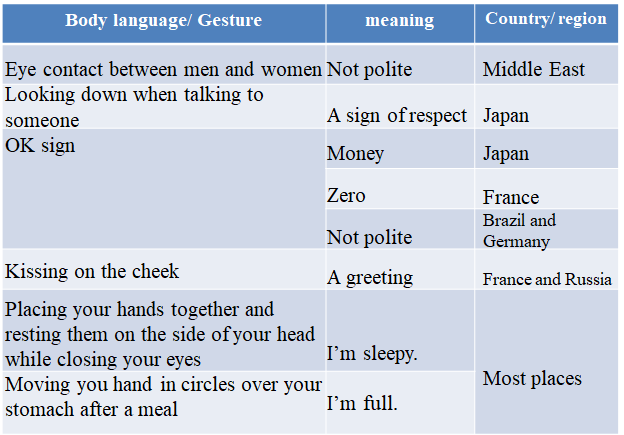 Body language/ Gesture meaning Country/ region
Eye contact between men and women Not polite Middle East
Looking down when talking to
someone A sign of respect Japan
OK sign Money Japan
Zero France
Not polite Brazil and
Germany
Kissing on the cheek A greeting France and Russia
Placing your hands together and
resting them on the side of your head
while closing your eyes I'm sleepy.
Most places
Moving you hand in circles over your
stomach after a meal I'm full.